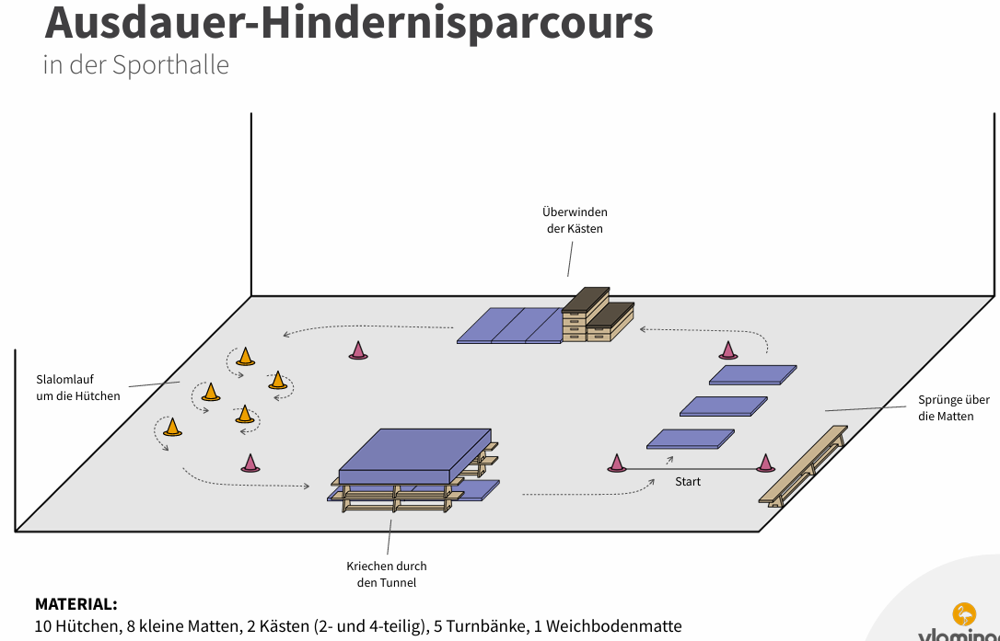 Ausdauer-Hindernisparcours
in der Sporthalle
Überwinden
der Kästen
Slalomlauf
um die Hütchen
Sprünge über
die Matten
Start
Kriechen durch
den Tunnel
MATERIAL:
10 Hütchen, 8 kleine Matten, 2 Kästen (2- und 4-teilig), 5 Turnbänke, 1 Weichbodenmatte